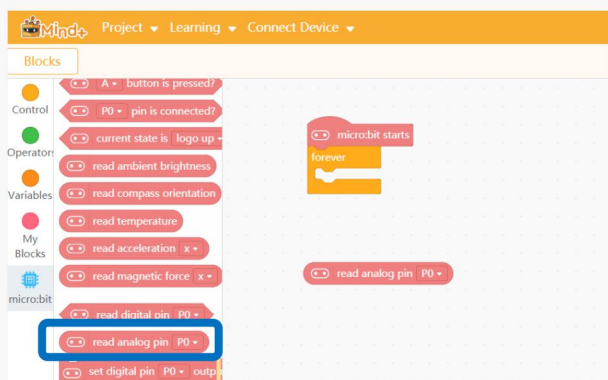 Mind+ Project Learning Connect Device
Blocks
Control
Operators
Variables
My
Blocks
micro:bit
A button is pressed?
P0 pin is connected?
current state is logo up
read ambient brightness
read compass orientation
read temperature
read acceleration x
read magnetic force x
read digital pin P0
read analog pin P0
set digital pin P0 outp
micro:bit starts
forever
read analog pin P0